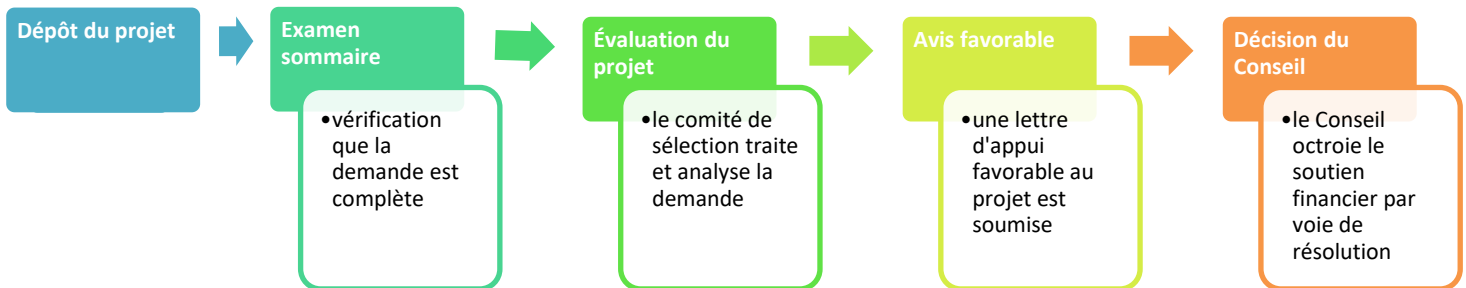 Dépôt du projet
Examen
sommaire
•vérification
que la
demande est
complète
Évaluation du
projet
•le comité de
sélection traite
et analyse la
demande
Avis favorable
•une lettre
d'appui
favorable au
projet est
soumise
Décision du
Conseil
•le Conseil
octroie le
soutien
financier par
voie de
résolution